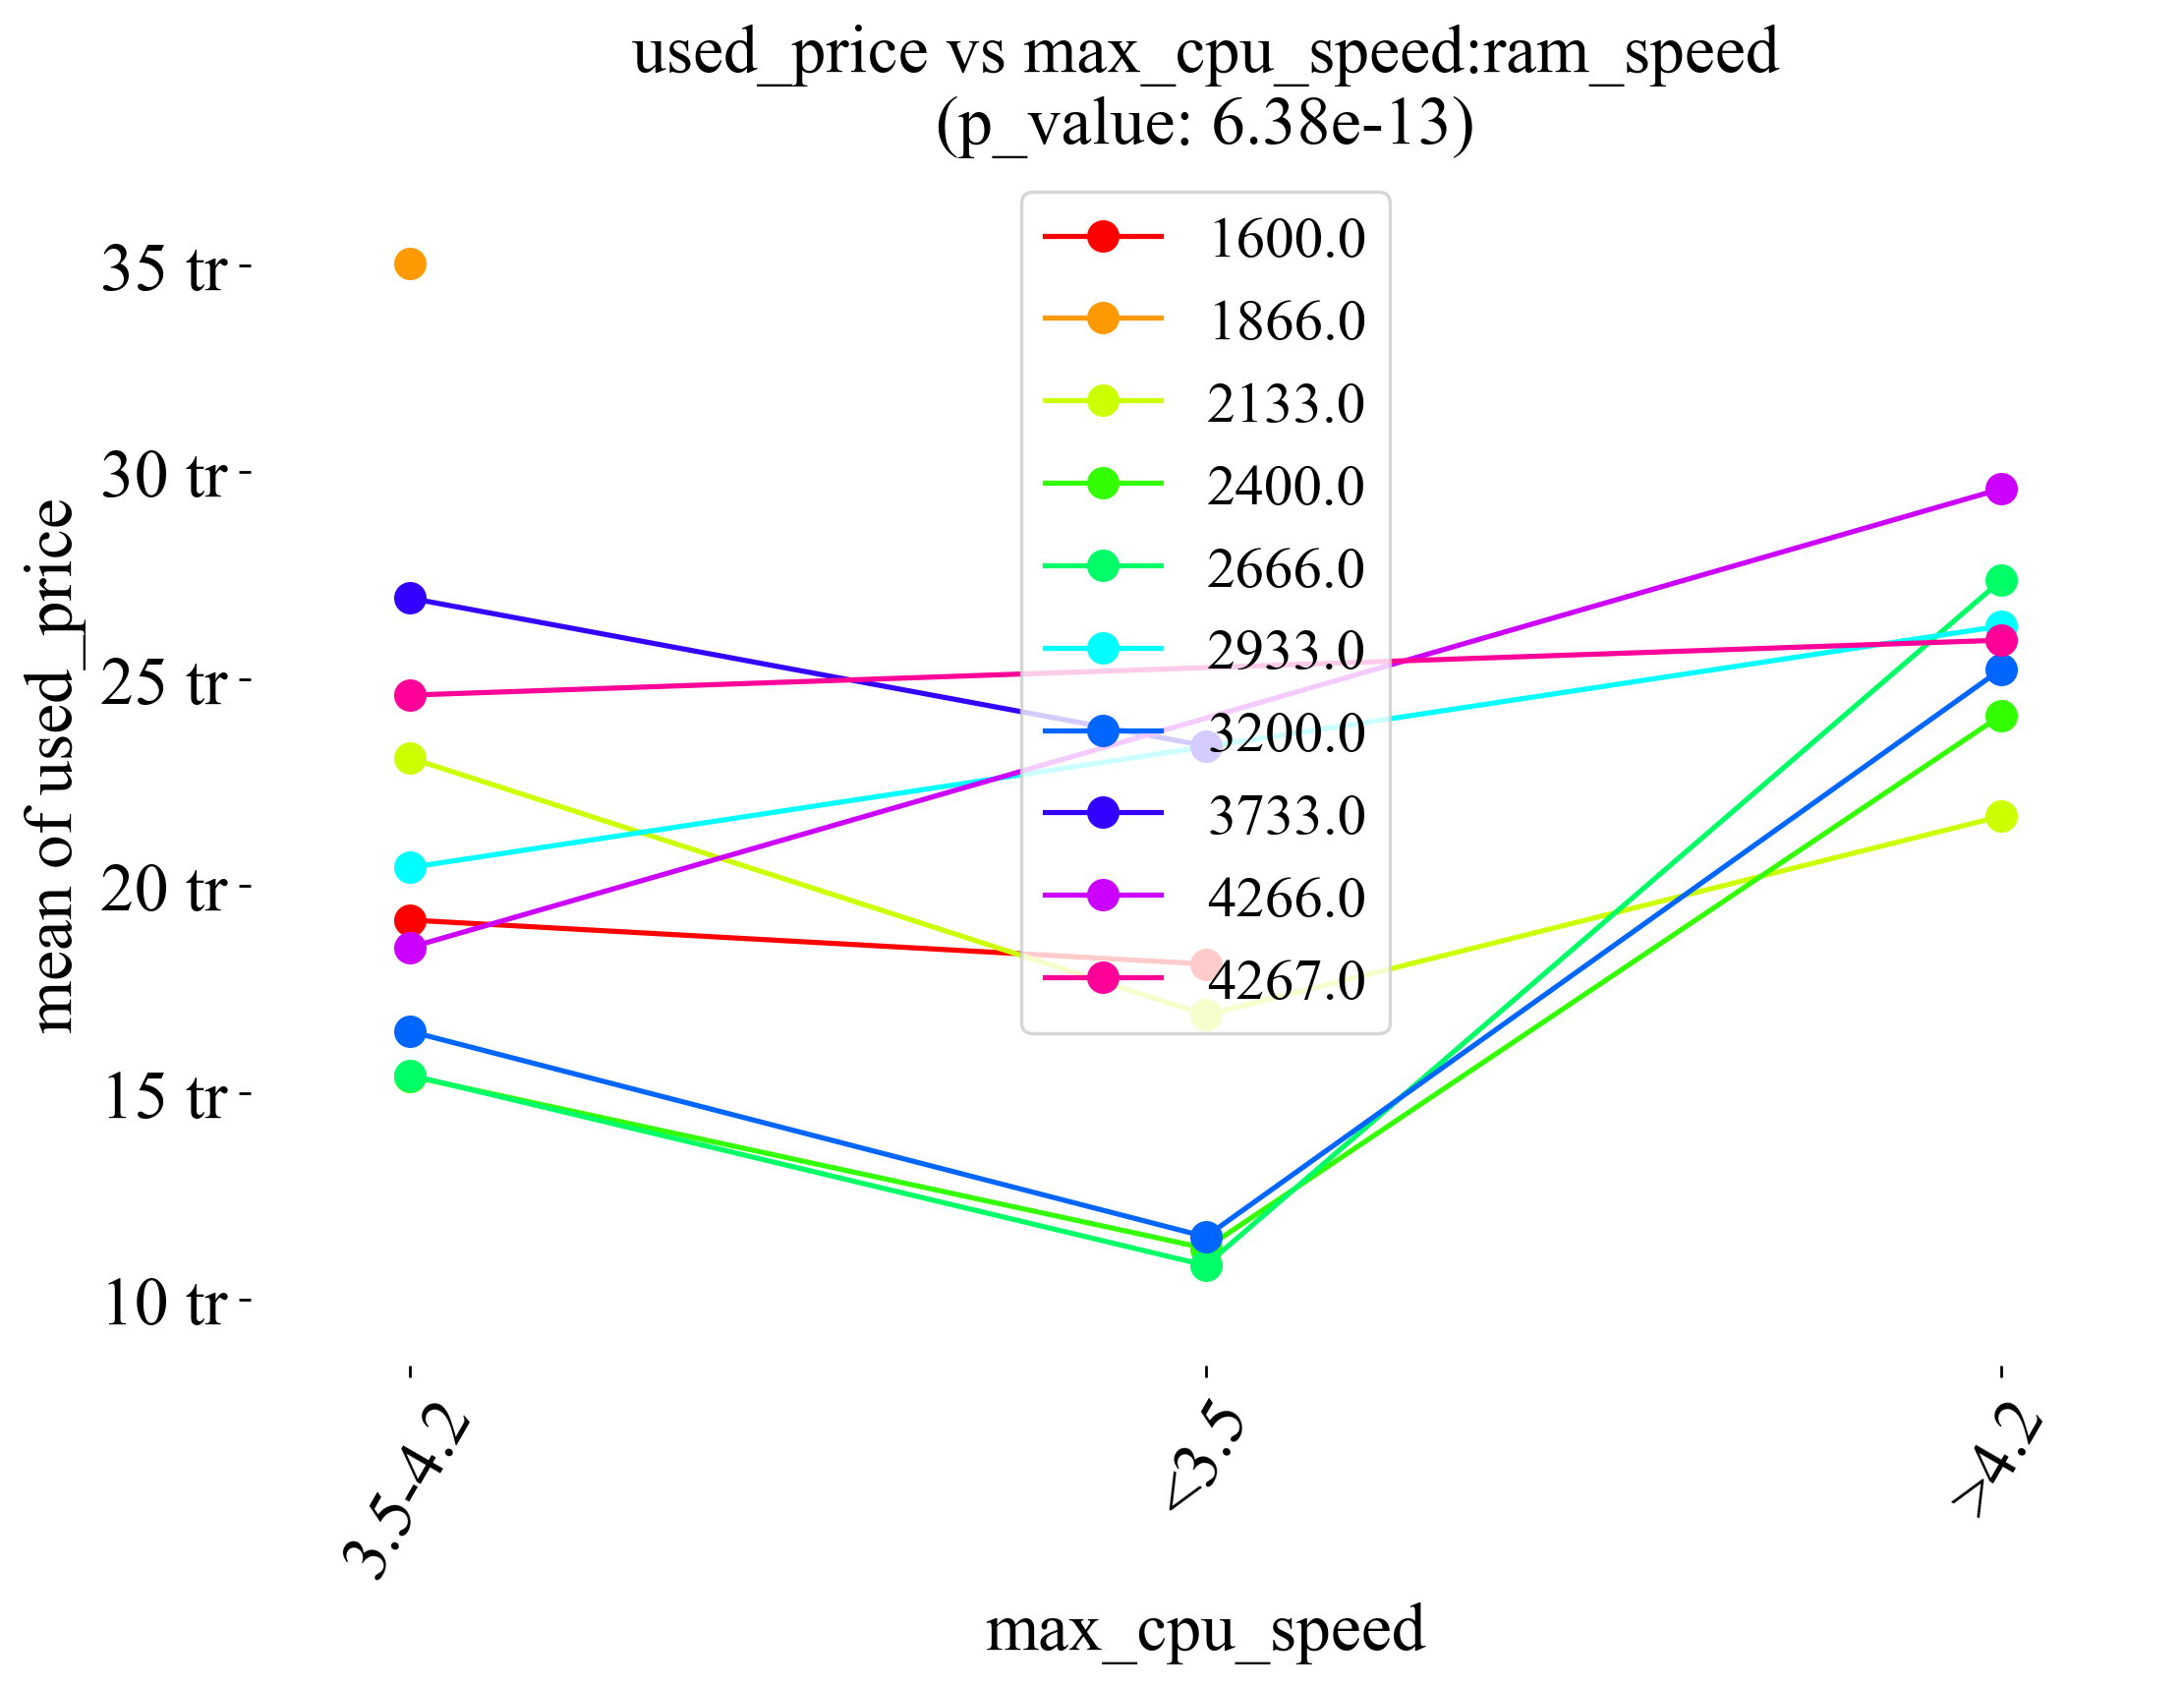 used_price vs max_cpu_speed:ram_speed
(p_value: 6.38e-13)
1600.0
1866.0
2133.0
2400.0
2666.0
2933.0
3200.0
3733.0
4266.0
4267.0
35 tr
30 tr
25 tr
20 tr
15 tr
10 tr
mean of used_price
3.5-4.2
<3.5
>4.2
max_cpu_speed